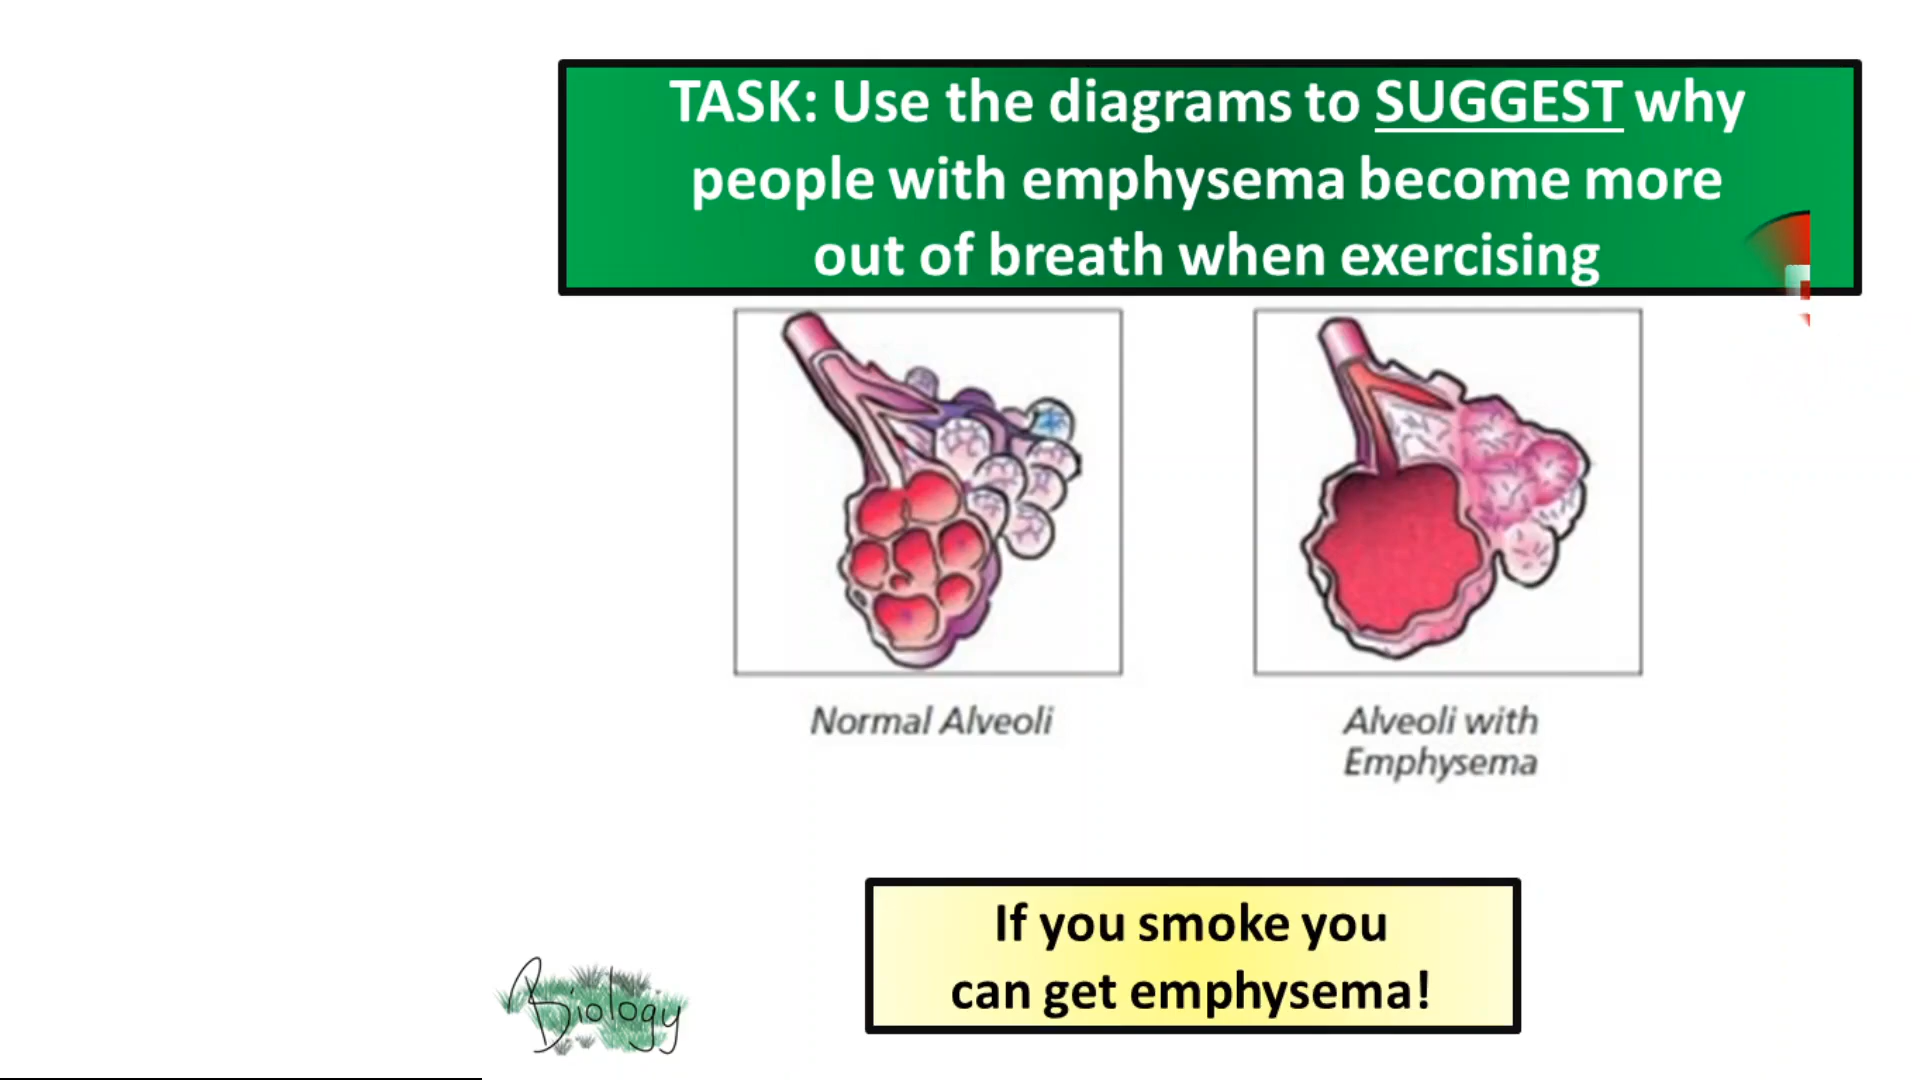 TASK: Use the diagrams to SUGGEST why
people with emphysema become more
out of breath when exercising
Normal Alveoli
Alveoli with
Emphysema
If you smoke you
can get emphysema!
Biology